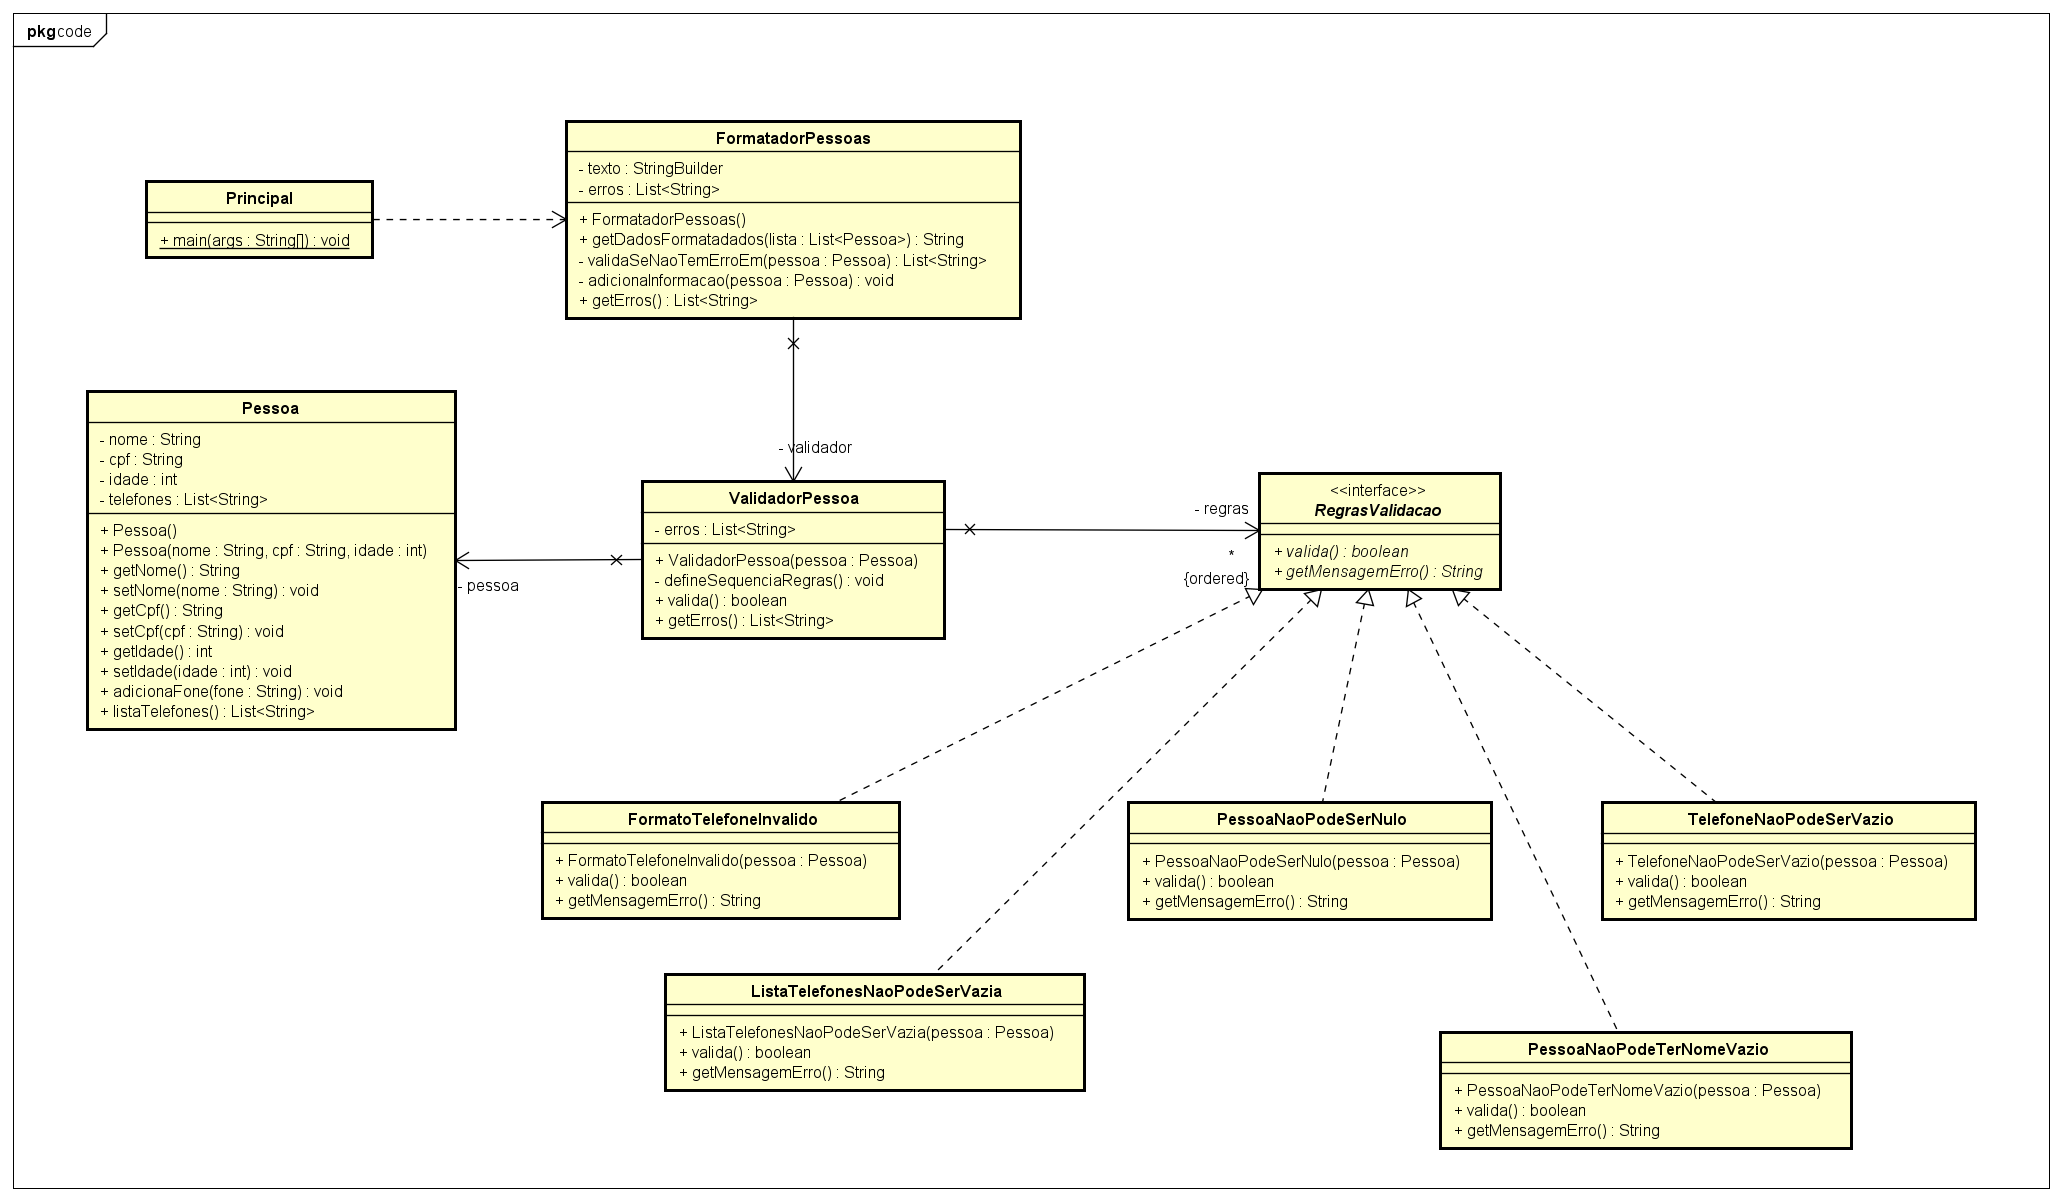 pkg code
FormatadorPessoas
- texto : StringBuilder
- erros : List<String>
+ FormatadorPessoas()
+ getDadosFormatadados(lista : List<Pessoa>) : String
- validaSeNaoTemErroEm(pessoa : Pessoa) : List<String>
- adicionaInformacao(pessoa : Pessoa) : void
+ getErros() : List<String>
Principal
+ main(args : String[]) : void
Pessoa
- nome : String
- cpf : String
- idade : int
- telefones : List<String>
+ Pessoa()
+ Pessoa(nome : String, cpf : String, idade : int)
+ getNome() : String
+ setNome(nome : String) : void
+ getCpf() : String
+ setCpf(cpf : String) : void
+ getIdade() : int
+ setIdade(idade : int) : void
+ adicionaFone(fone : String) : void
+ listaTelefones() : List<String>
- validador
- pessoa
ValidadorPessoa
- erros : List<String>
+ ValidadorPessoa(pessoa : Pessoa)
- defineSequenciaRegras() : void
+ valida() : boolean
+ getErros() : List<String>
- regras
*
{ordered}
<<interface>>
RegrasValidacao
+ valida() : boolean
+ getMensagemErro() : String
FormatoTelefoneInvalido
+ FormatoTelefoneInvalido(pessoa : Pessoa)
+ valida() : boolean
+ getMensagemErro() : String
PessoaNaoPodeSerNulo
+ PessoaNaoPodeSerNulo(pessoa : Pessoa)
+ valida() : boolean
+ getMensagemErro() : String
TelefoneNaoPodeSerVazio
+ TelefoneNaoPodeSerVazio(pessoa : Pessoa)
+ valida() : boolean
+ getMensagemErro() : String
ListaTelefonesNaoPodeSerVazia
+ ListaTelefonesNaoPodeSerVazia(pessoa : Pessoa)
+ valida() : boolean
+ getMensagemErro() : String
PessoaNaoPodeTerNomeVazio
+ PessoaNaoPodeTerNomeVazio(pessoa : Pessoa)
+ valida() : boolean
+ getMensagemErro() : String